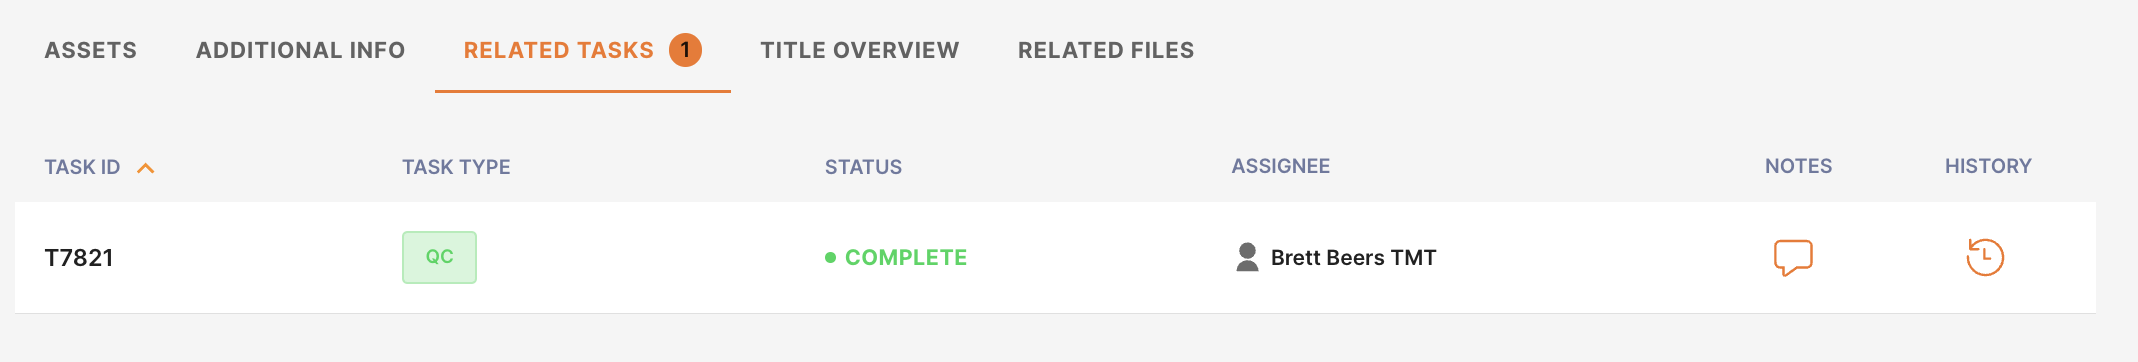 ASSETS ADDITIONAL INFO RELATED TASKS 1 TITLE OVERVIEW RELATED FILES
TASK ID TASK TYPE STATUS ASSIGNEE NOTES HISTORY
T7821 QC COMPLETE Brett Beers TMT